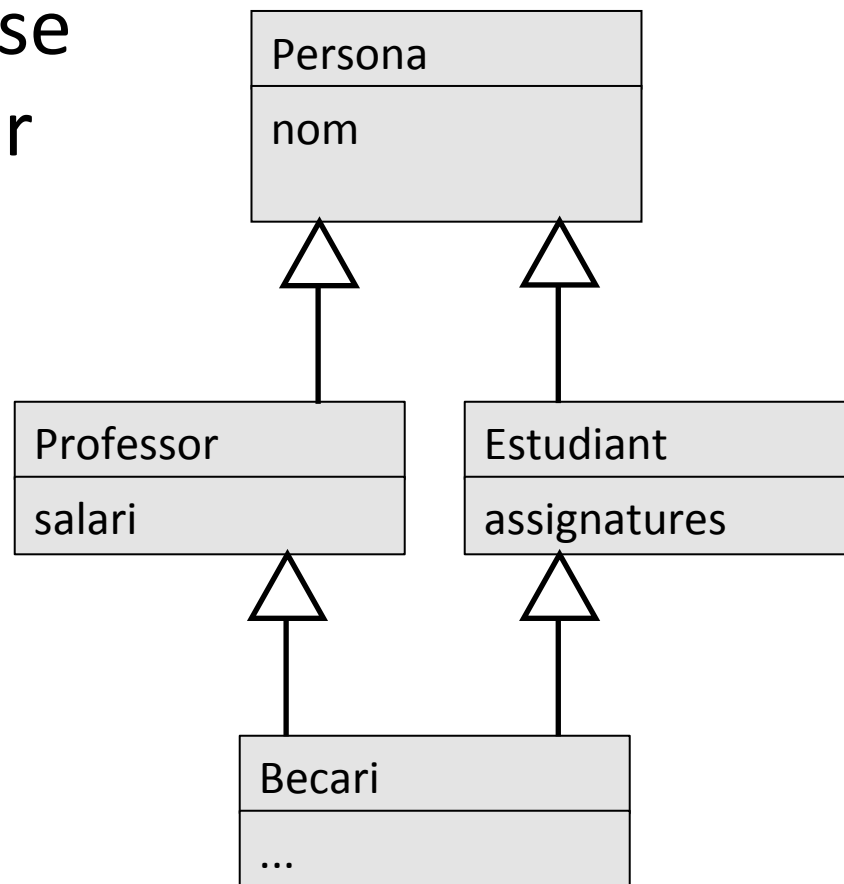 se
r
Persona
nom
Professor
salari
Estudiant
assignatures
Becari
...